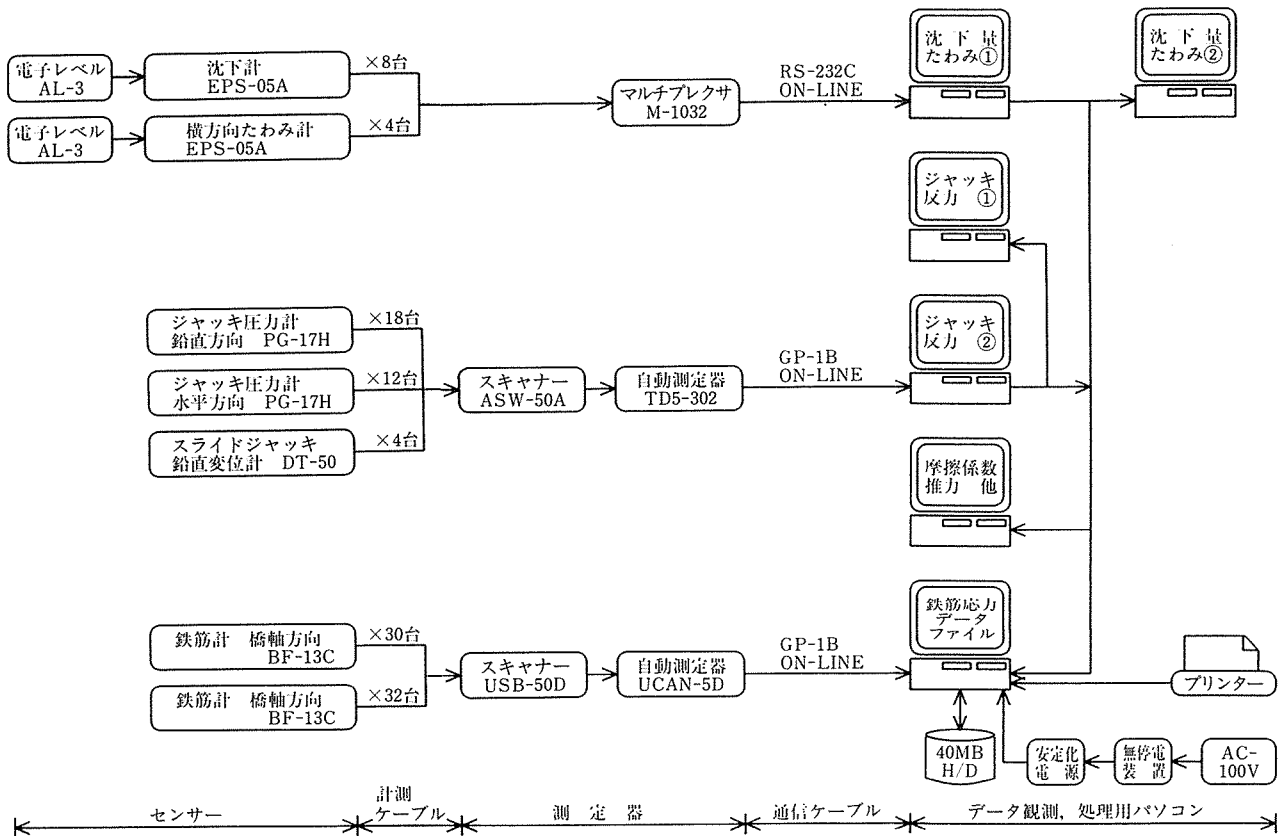 電子レベル
AL-3
沈下計
EPS-05A
×8台
電子レベル
AL-3
横方向たわみ計
EPS-05A
×4台
マルチプレクサ
M-1032
RS-232C
ON-LINE
沈下量
たわみ①
沈下量
たわみ②
ジャッキ
反力 ①
ジャッキ圧力計
鉛直方向 PG-17H
×18台
ジャッキ圧力計
水平方向 PG-17H
×12台
スライドジャッキ
鉛直変位計 DT-50
×4台
スキャナー
ASW-50A
自動測定器
TD5-302
GP-1B
ON-LINE
ジャッキ
反力 ②
摩擦係数
推力 他
鉄筋計 橋軸方向
BF-13C
×30台
鉄筋計 橋軸方向
BF-13C
×32台
スキャナー
USB-50D
自動測定器
UCAN-5D
GP-1B
ON-LINE
鉄筋応力
データ
ファイル
プリンター
40MB
H/D
安定化
電源
無停電
装置
AC-
100V
センサー
計測
ケーブル
測定器
通信ケーブル
データ観測,処理用パソコン